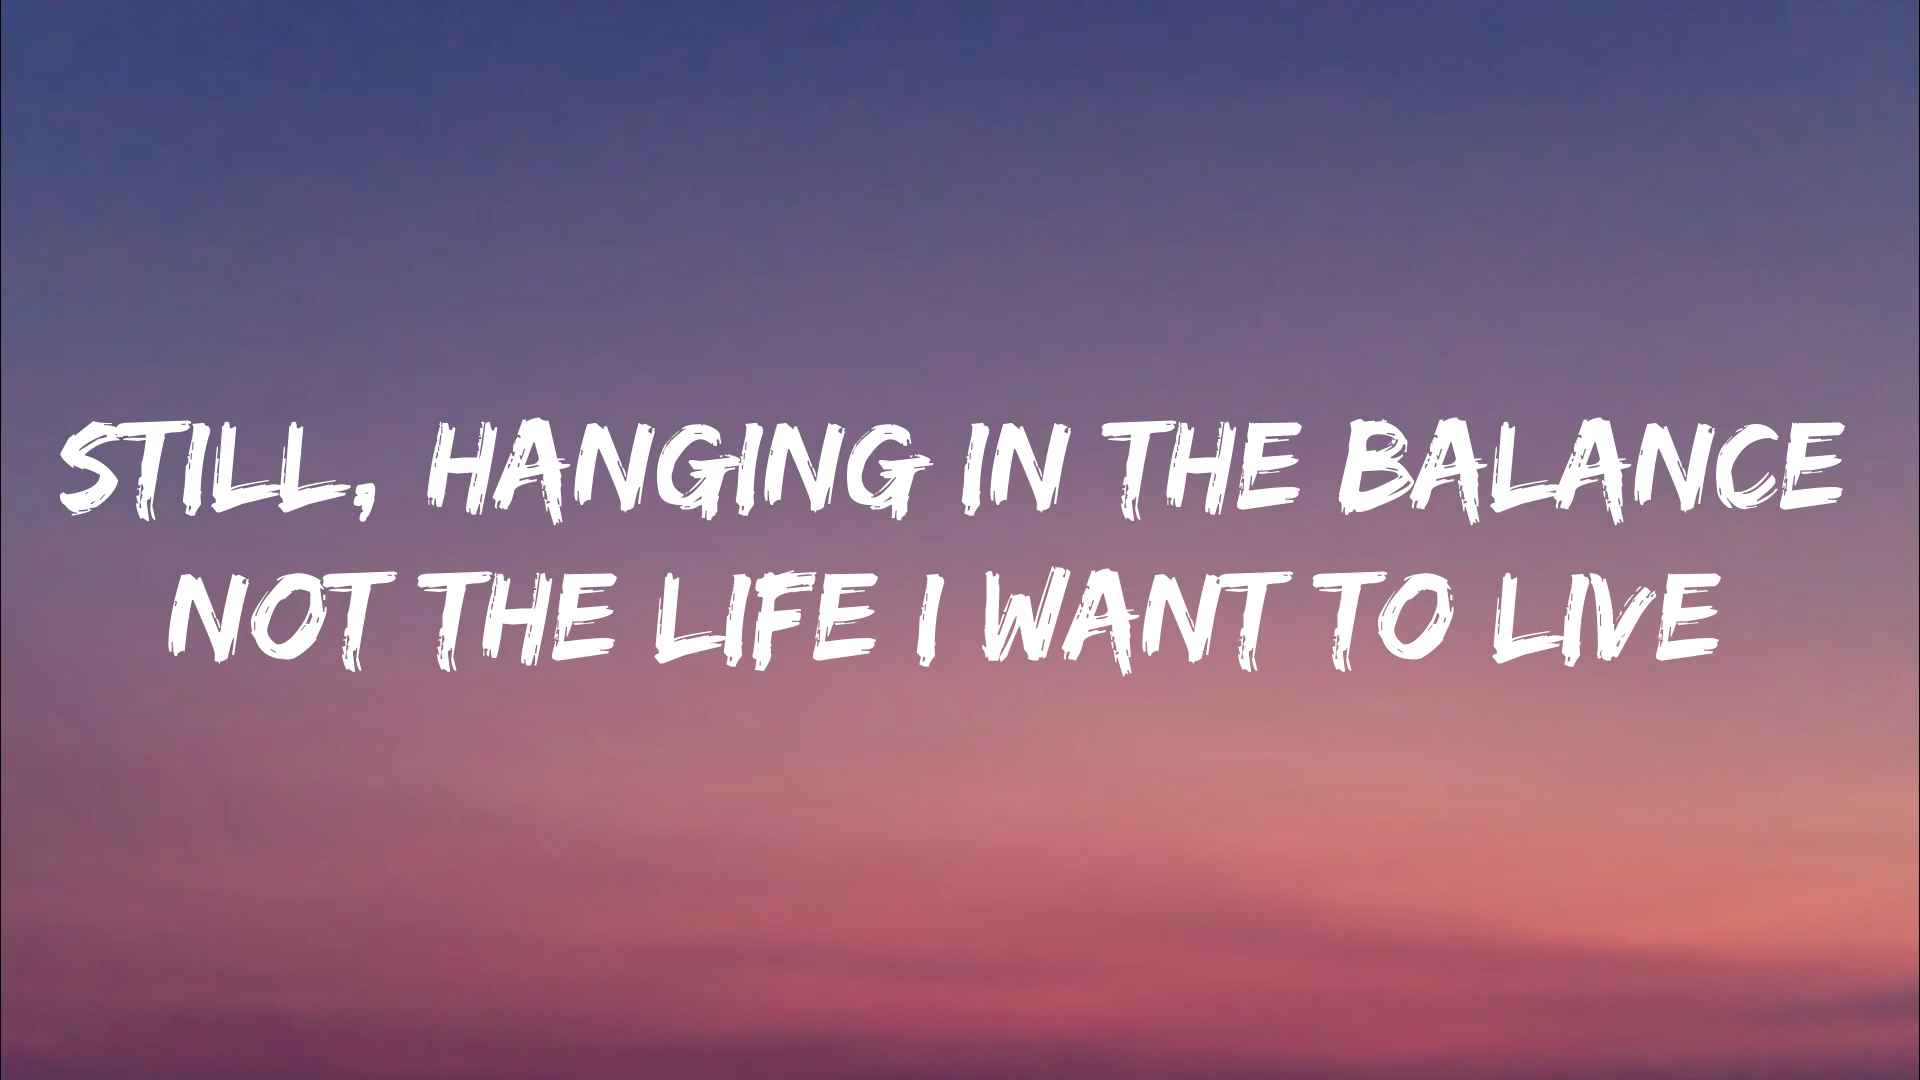 STILL, HANGING IN THE BALANCE
NOT THE LIFE I WANT TO LIVE